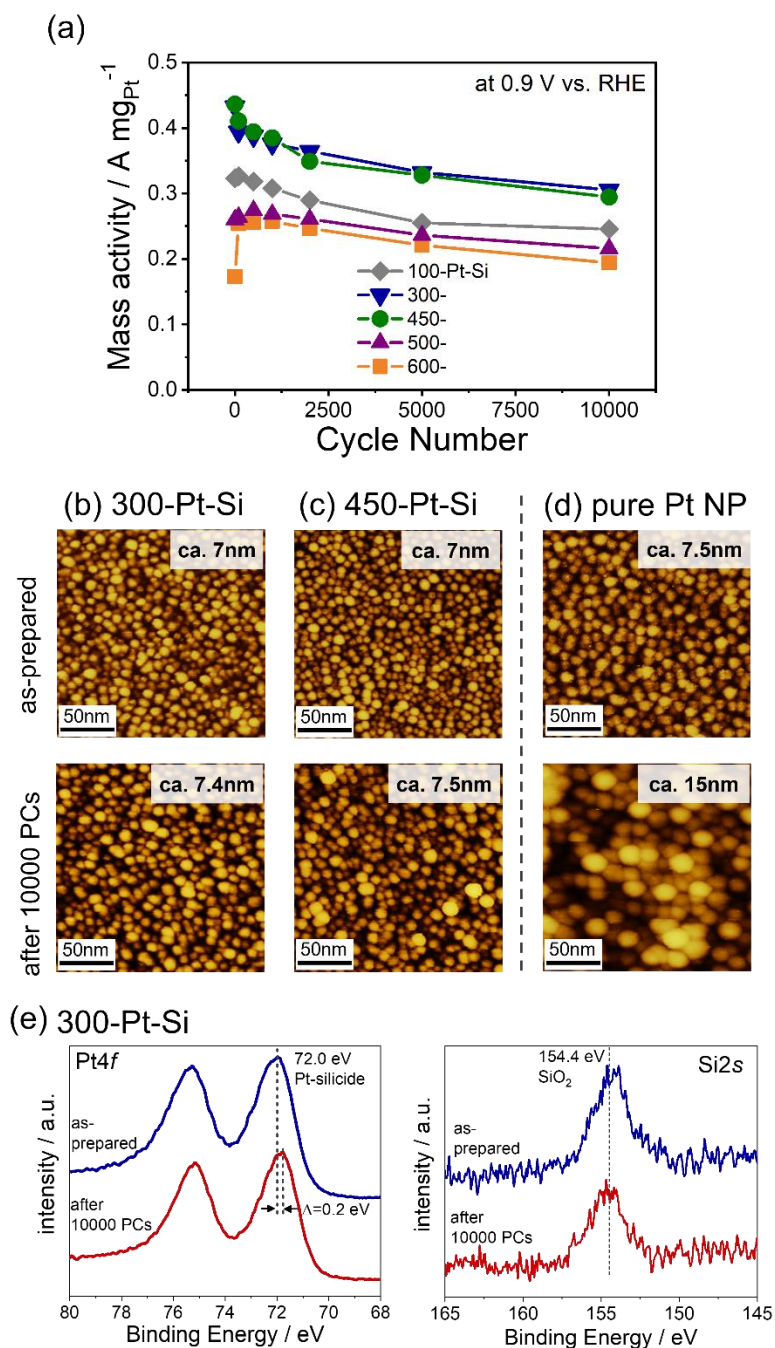 (a)
Mass activity / A mgPt⁻¹
at 0.9 V vs. RHE
0.5
0.4
0.3
0.2
0.1
0.0
100-Pt-Si
300-
450-
500-
600-
0 2500 5000 7500 10000
Cycle Number
(b) 300-Pt-Si (c) 450-Pt-Si (d) pure Pt NP
as-prepared
ca. 7nm ca. 7nm ca. 7.5nm
50nm 50nm 50nm
after 10000 PCs
ca. 7.4nm ca. 7.5nm ca. 15nm
50nm 50nm 50nm
(e) 300-Pt-Si
Pt4f
72.0 eV
Pt-silicide
as-
prepared
after
10000 PCs
Λ=0.2 eV
intensity / a.u.
80 78 76 74 72 70 68
Binding Energy / eV
154.4 eV
SiO₂
Si2s
as-
prepared
after
10000 PCs
intensity / a.u.
165 160 155 150 145
Binding Energy / eV